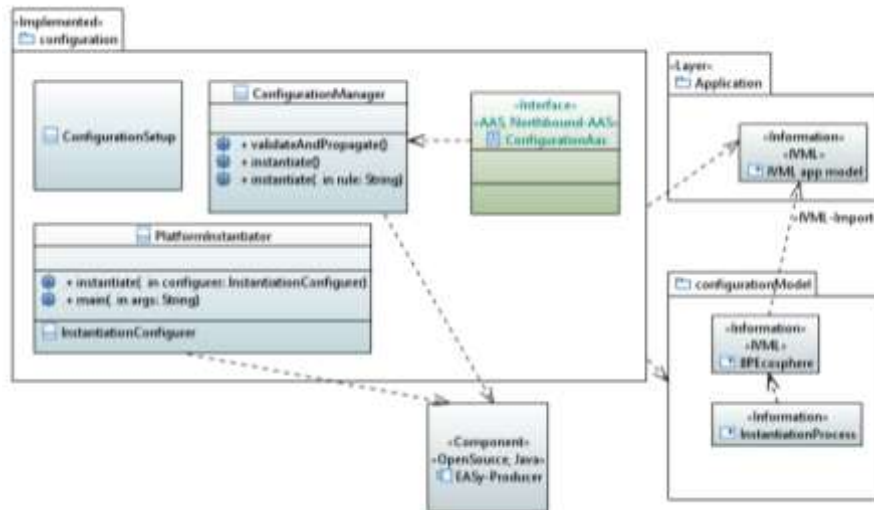 «Implemented»
configuration
ConfigurationSetup
ConfigurationManager
+ validateAndPropagate()
+ instantiate()
+ instantiate( in rule: String)
«Interface»
«AAS, Northbound-AAS»
ConfigurationAas
PlatformInstantiator
+ instantiate( in configurer: InstantiationConfigurer)
+ main( in args: String)
InstantiationConfigurer
«Component»
«OpenSource, Java»
EASy-Producer
«Layer»
Application
«Information»
«IVML»
IVML app model
«IVML-Import
configurationModel
«Information»
«IVML»
IIPEcosphere
«Information»
InstantiationProcess